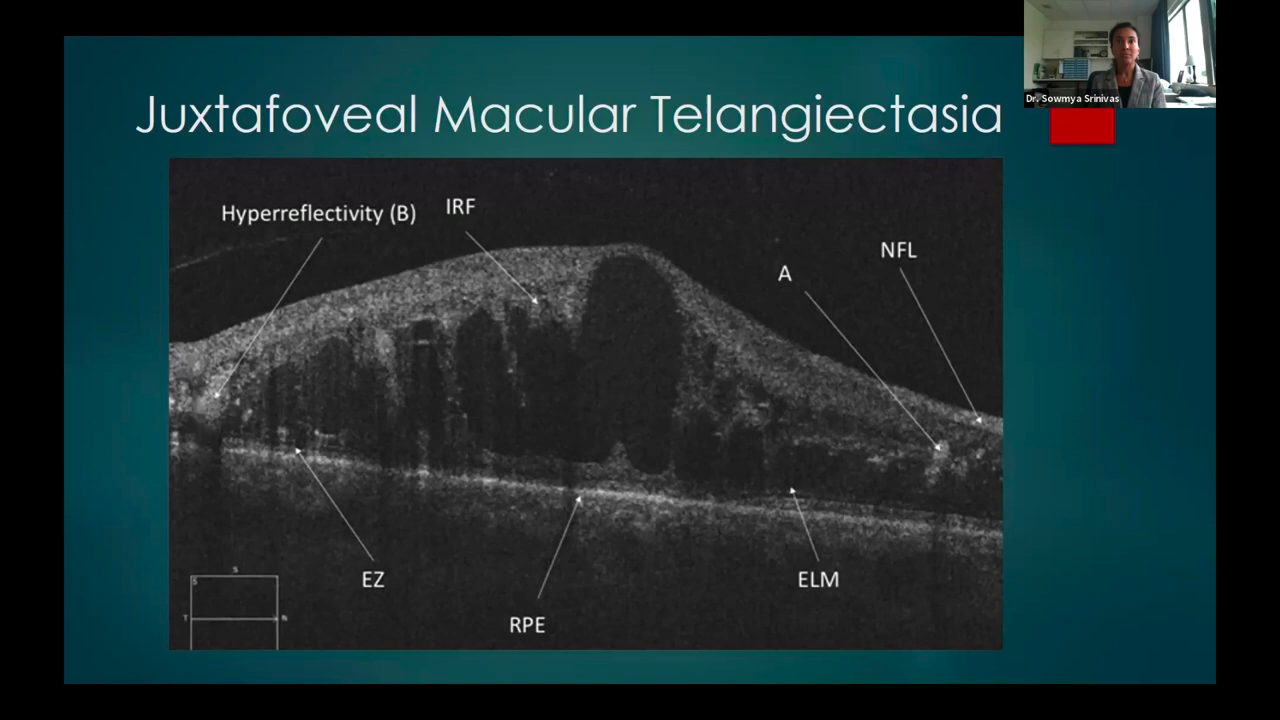 Dr. Sowmya Srinivas
Juxtafoveal Macular Telangiectasia
Hyperreflectivity (B)
IRF
NFL
A
EZ
ELM
RPE
S
S
T
N